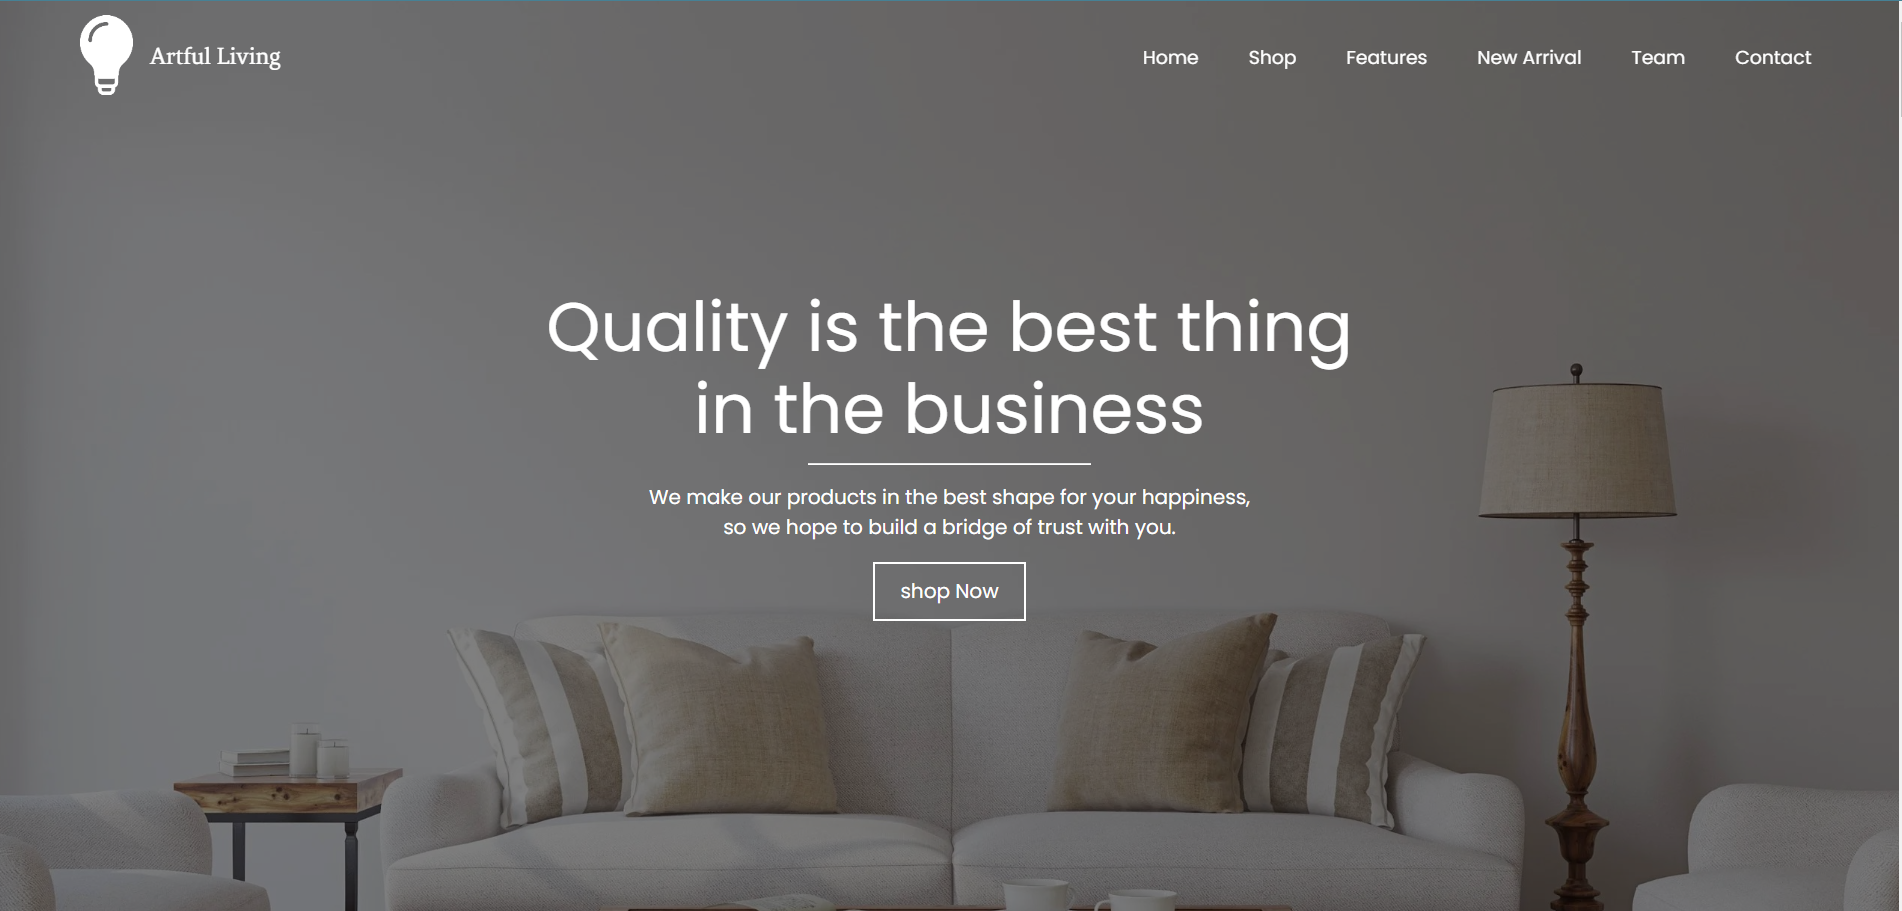 Artful Living
Home Shop Features New Arrival Team Contact
Quality is the best thing
in the business
We make our products in the best shape for your happiness,
so we hope to build a bridge of trust with you.
shop Now